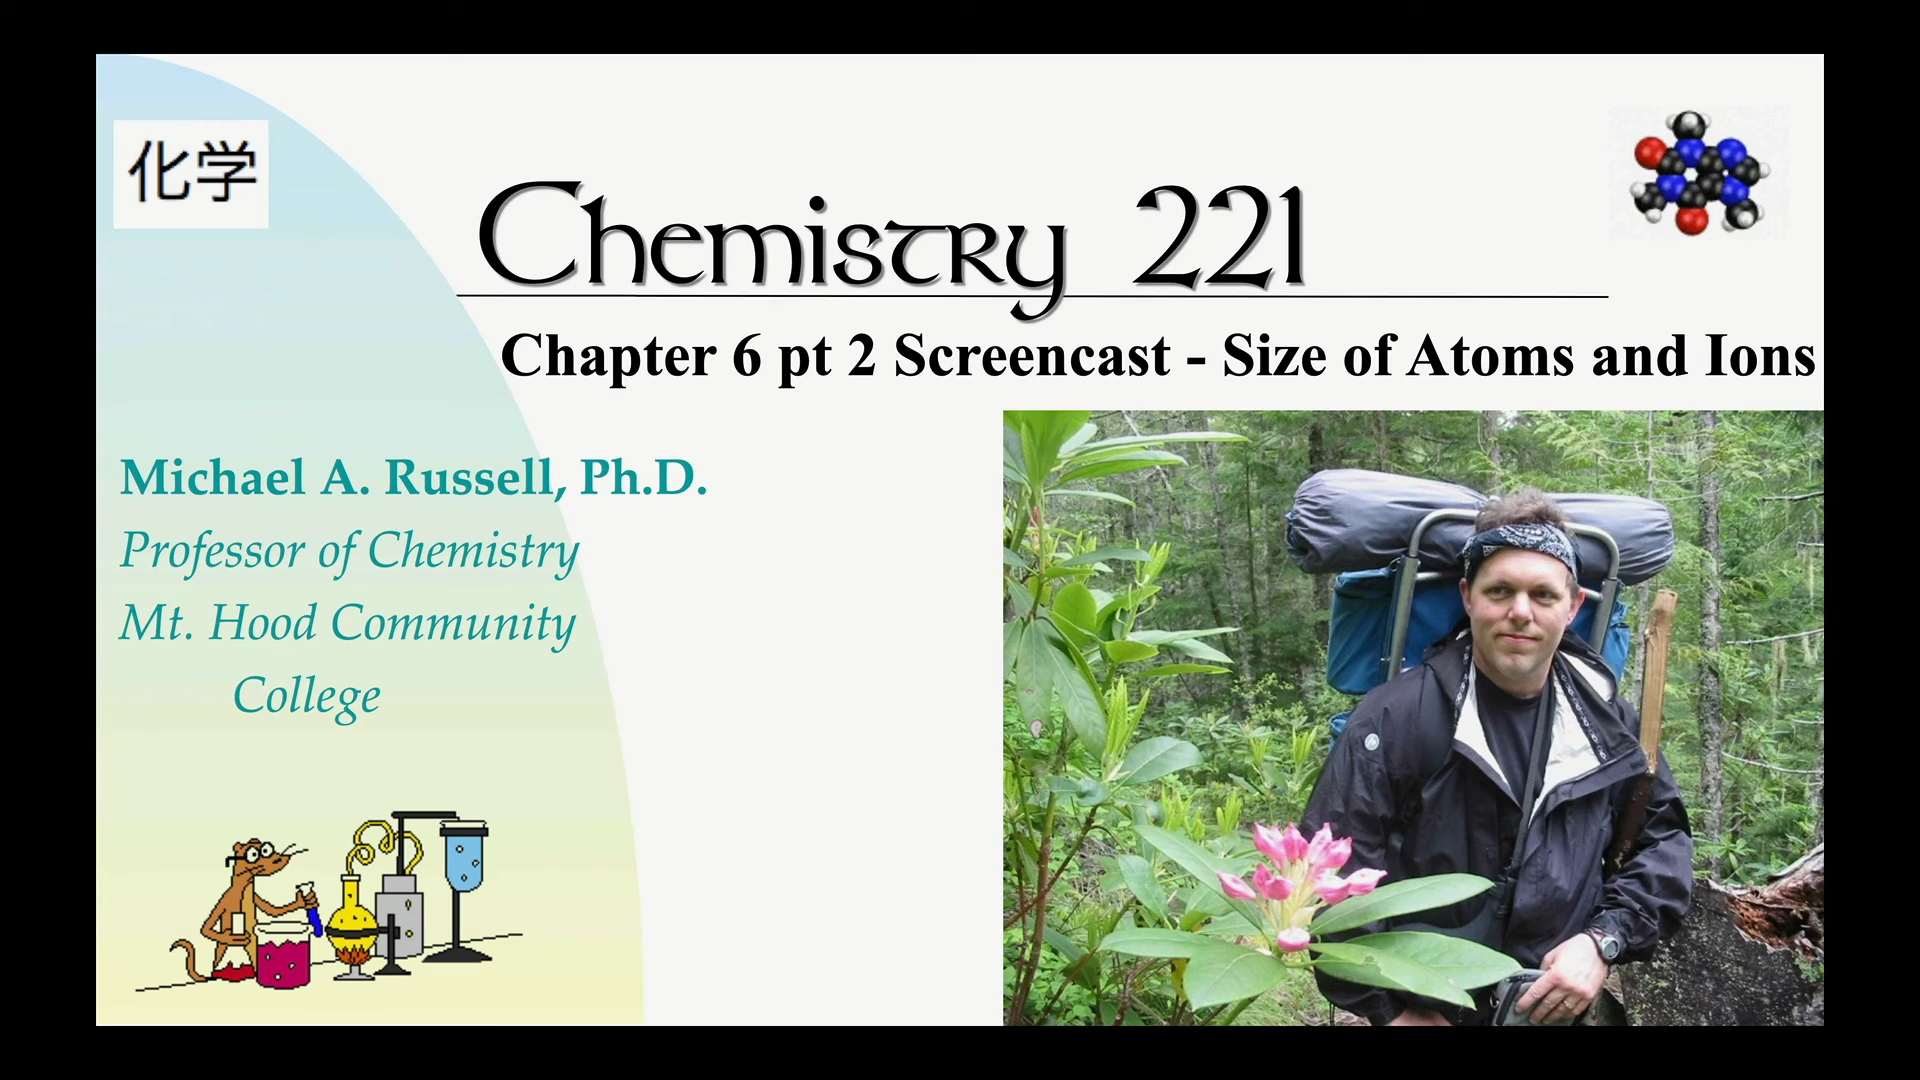 化学
Chemistry 221
Chapter 6 pt 2 Screencast - Size of Atoms and Ions
Michael A. Russell, Ph.D.
Professor of Chemistry
Mt. Hood Community
College